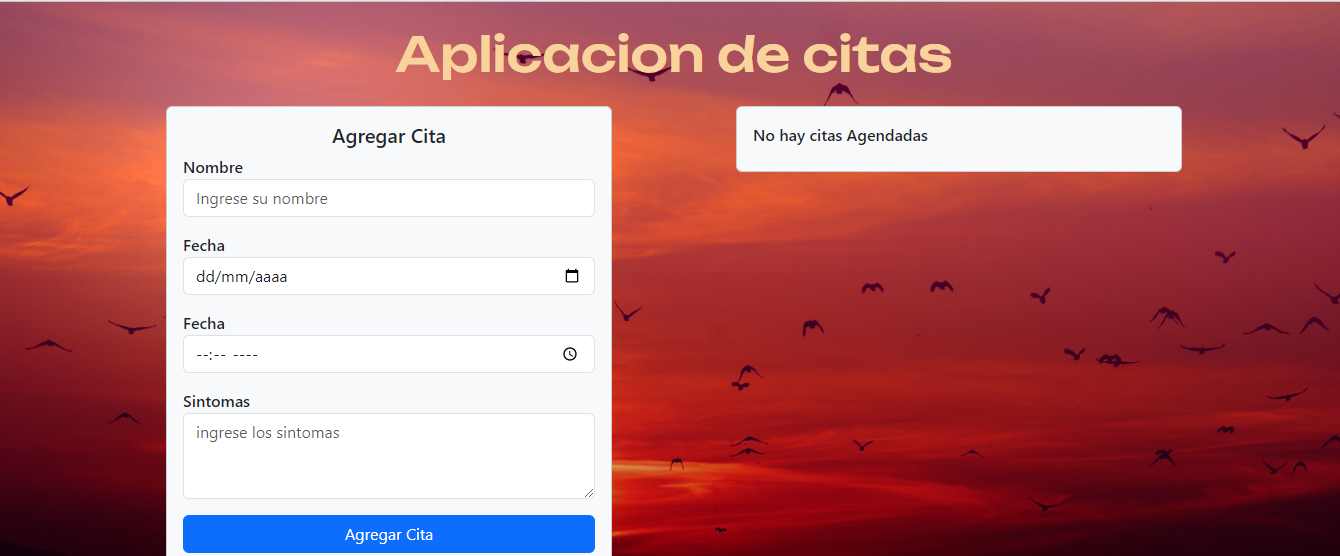 Aplicacion de citas
Agregar Cita
Nombre
Ingrese su nombre
Fecha
dd/mm/aaaa
Fecha
--:-- ----
Sintomas
ingrese los sintomas
Agregar Cita
No hay citas Agendadas